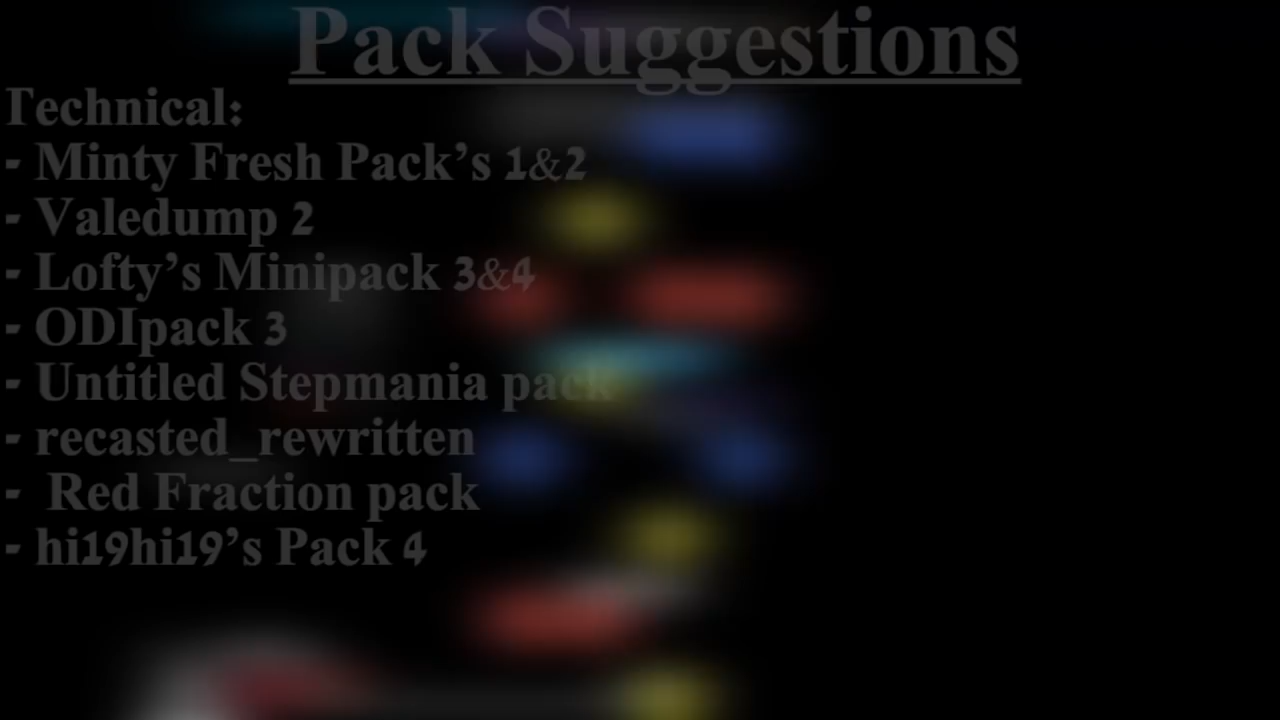 Pack Suggestions
Technical:
- Minty Fresh Pack’s 1&2
- Valedump 2
- Lofty’s Minipack 3&4
- ODIpack 3
- Untitled Stepmania pack
- recasted_rewritten
- Red Fraction pack
- hi19hi19’s Pack 4